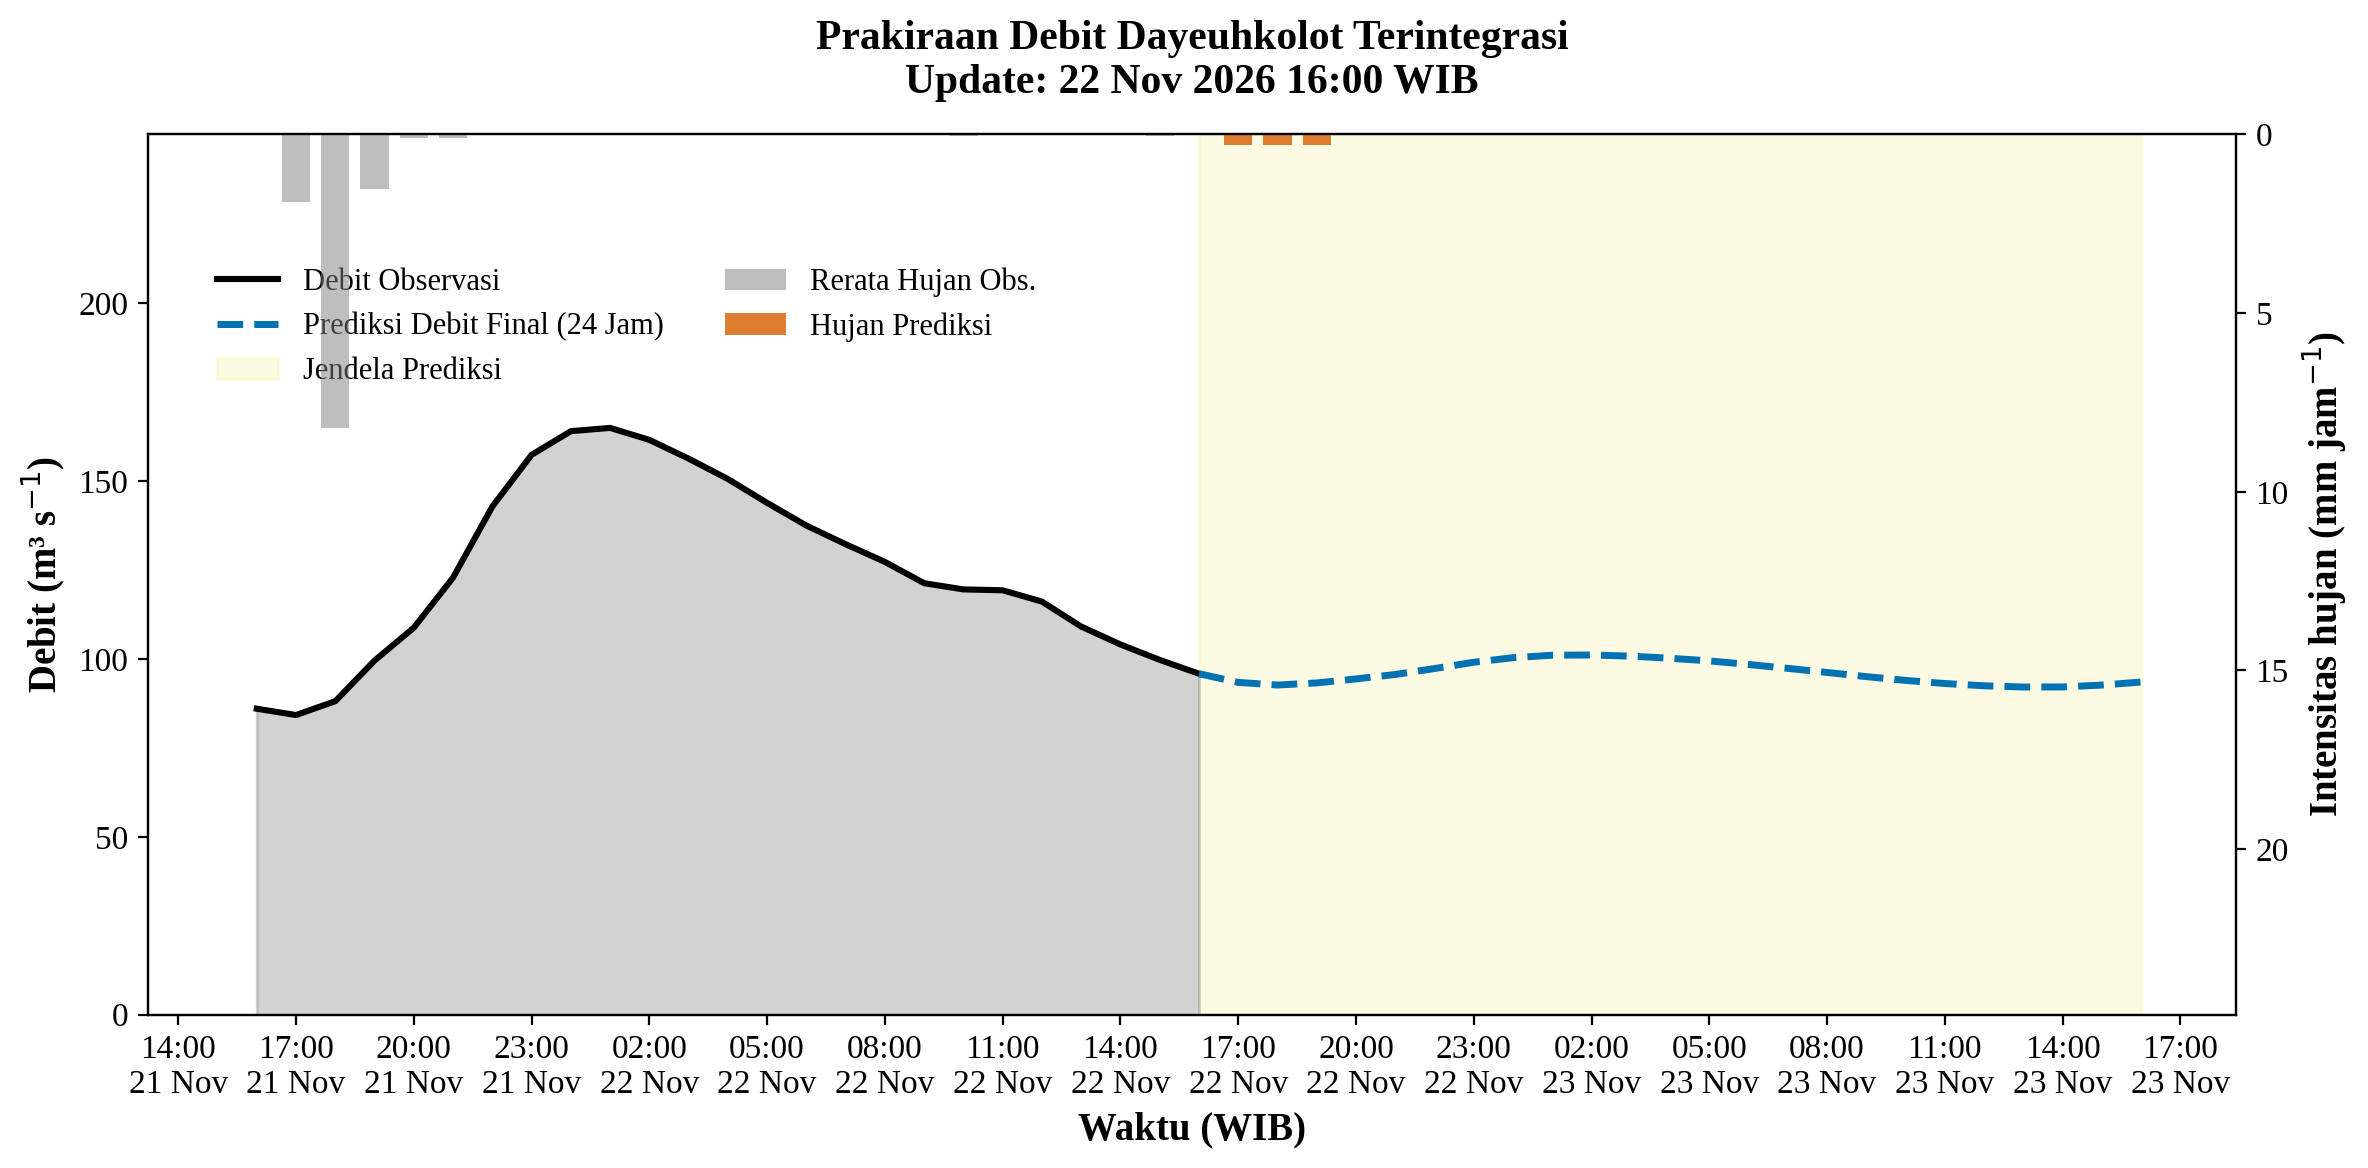 Prakiraan Debit Dayeuhkolot Terintegrasi
Update: 22 Nov 2026 16:00 WIB
Debit Observasi
Prediksi Debit Final (24 Jam)
Jendela Prediksi
Rerata Hujan Obs.
Hujan Prediksi
Debit (m³ s⁻¹)
200
150
100
50
0
Intensitas hujan (mm jam⁻¹)
0
5
10
15
20
14:00 17:00 20:00 23:00 02:00 05:00 08:00 11:00 14:00 17:00 20:00 23:00 02:00 05:00 08:00 11:00 14:00 17:00
21 Nov 21 Nov 21 Nov 21 Nov 22 Nov 22 Nov 22 Nov 22 Nov 22 Nov 22 Nov 22 Nov 22 Nov 23 Nov 23 Nov 23 Nov 23 Nov 23 Nov 23 Nov
Waktu (WIB)